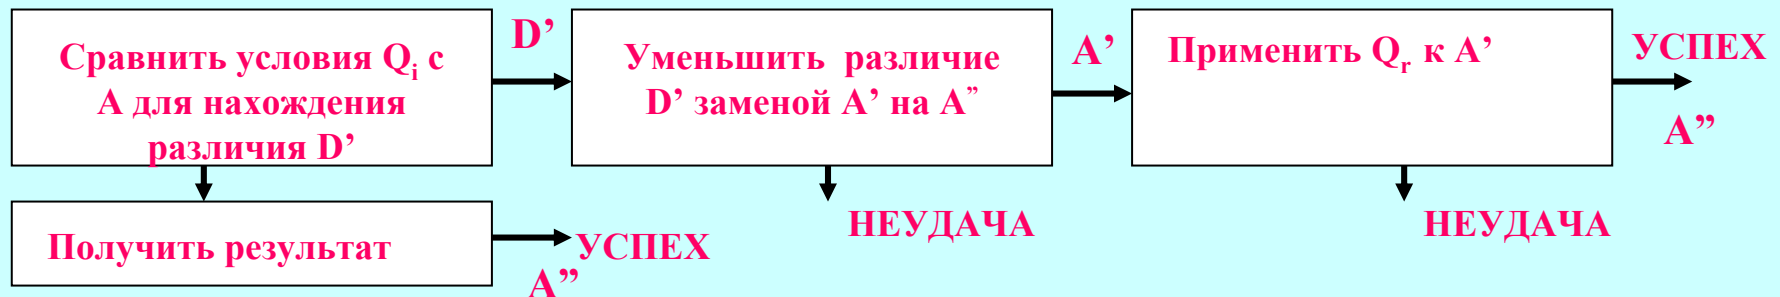 Сравнить условия Qi с
А для нахождения
различия D’
D’
Уменьшить различие
D’ заменой А’ на А”
А’
Применить Qr к А’
УСПЕХ
А”
Получить результат
УСПЕХ
А”
НЕУДАЧА
НЕУДАЧА